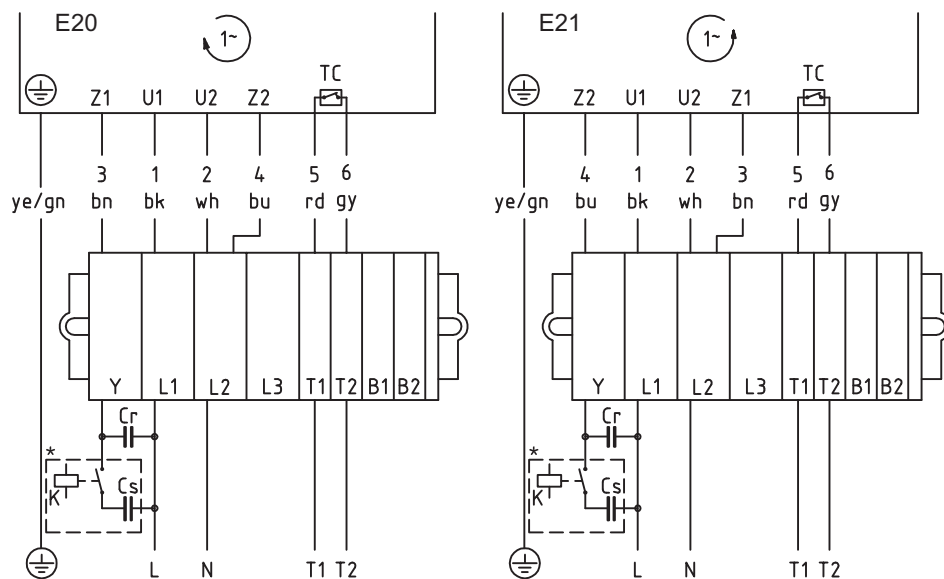 E20
1~
TC
Z1 U1 U2 Z2
3 1 2 4 5 6
ye/gn bn bk wh bu rd gy
Y L1 L2 L3 T1 T2 B1 B2
Cr
*
K
Cs
L N T1 T2
E21
1~
TC
Z2 U1 U2 Z1
4 1 2 3 5 6
ye/gn bu bk wh bn rd gy
Y L1 L2 L3 T1 T2 B1 B2
Cr
*
K
Cs
L N T1 T2